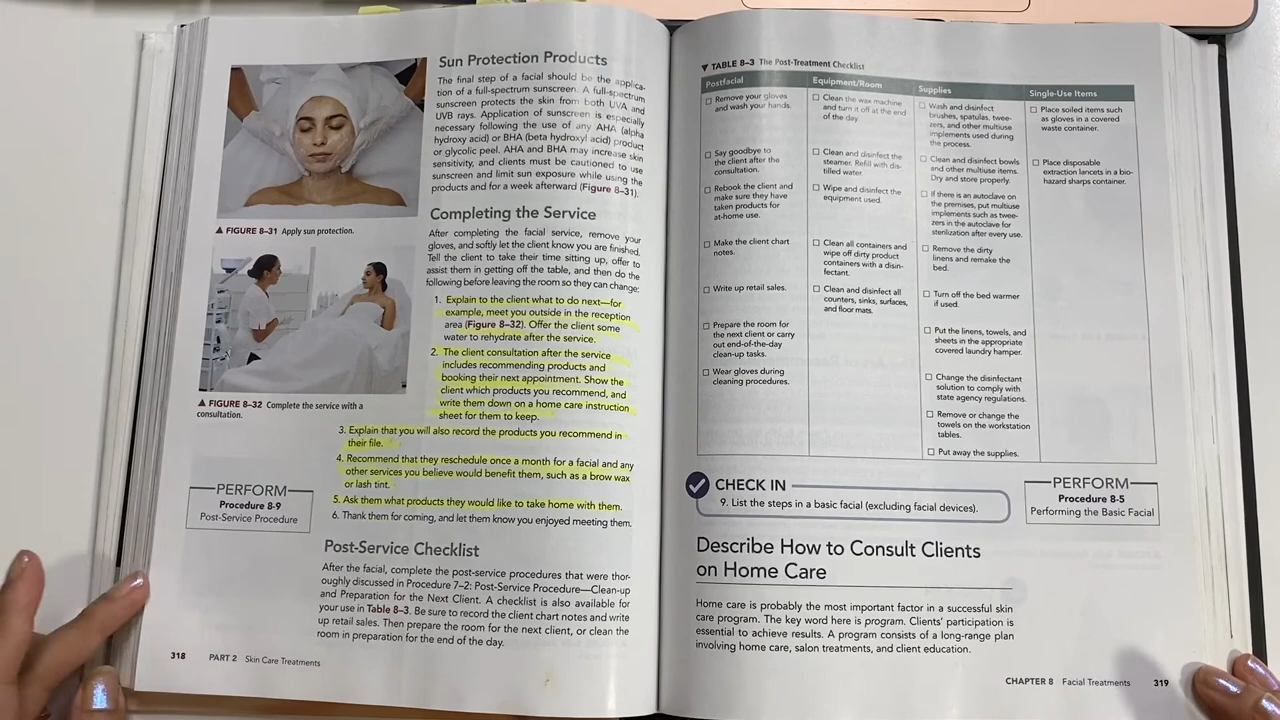 Sun Protection Products
The final step of a facial should be the applica-
tion of a full-spectrum sunscreen. A full-spectrum
sunscreen protects the skin from both UVA and
UVB rays. Application of sunscreen is especially
necessary following the use of any AHA (alpha
hydroxy acid) or BHA (beta hydroxy acid) product
or glycolic peel. AHA and BHA may increase skin
sensitivity, and clients must be cautioned to use
sunscreen and limit sun exposure while using the
products and for a week afterward (Figure 8–31).
▲ FIGURE 8–31 Apply sun protection.
Completing the Service
After completing the facial service, remove your
gloves, and softly let the client know you are finished.
Tell the client to take their time sitting up, offer to
assist them in getting off the table, and then do the
following before leaving the room so they can change:
1. Explain to the client what to do next—for
example, meet you outside in the reception
area (Figure 8–32). Offer the client some
water to rehydrate after the service.
2. The client consultation after the service
includes recommending products and
booking their next appointment. Show the
client which products you recommend, and
write them down on a home care instruction
sheet for them to keep.
▲ FIGURE 8–32 Complete the service with a
consultation.
3. Explain that you will also record the products you recommend in
their file.
4. Recommend that they reschedule once a month for a facial and any
other services you believe would benefit them, such as a brow wax
or lash tint.
5. Ask them what products they would like to take home with them.
6. Thank them for coming, and let them know you enjoyed meeting them.
PERFORM
Procedure 8-9
Post-Service Procedure
Post-Service Checklist
After the facial, complete the post-service procedures that were thor-
oughly discussed in Procedure 7–2: Post-Service Procedure—Clean-up
and Preparation for the Next Client. A checklist is also available for
your use in Table 8–3. Be sure to record the client chart notes and write
up retail sales. Then prepare the room for the next client, or clean the
room in preparation for the end of the day.
318 PART 2 Skin Care Treatments
▼ TABLE 8–3 The Post-Treatment Checklist
Postfacial
☐ Remove your gloves
and wash your hands.
☐ Say goodbye to
the client after the
consultation.
☐ Rebook the client and
make sure they have
taken products for
at-home use.
☐ Make the client chart
notes.
☐ Write up retail sales.
☐ Prepare the room for
the next client or carry
out end-of-the-day
clean-up tasks.
☐ Wear gloves during
cleaning procedures.
Equipment/Room
☐ Clean the wax machine
and turn it off at the end
of the day.
☐ Clean and disinfect the
steamer. Refill with dis-
tilled water.
☐ Wipe and disinfect the
equipment used.
☐ Clean all containers and
wipe off dirty product
containers with a disin-
fectant.
☐ Clean and disinfect all
counters, sinks, surfaces,
and floor mats.
Supplies
☐ Wash and disinfect
brushes, spatulas, twee-
zers, and other multiuse
implements used during
the process.
☐ Clean and disinfect bowls
and other multiuse items.
Dry and store properly.
☐ If there is an autoclave on
the premises, put multiuse
implements such as twee-
zers in the autoclave for
sterilization after every use.
☐ Remove the dirty
linens and remake the
bed.
☐ Turn off the bed warmer
if used.
☐ Put the linens, towels, and
sheets in the appropriate
covered laundry hamper.
☐ Change the disinfectant
solution to comply with
state agency regulations.
☐ Remove or change the
towels on the workstation
tables.
☐ Put away the supplies.
Single-Use Items
☐ Place soiled items such
as gloves in a covered
waste container.
☐ Place disposable
extraction lancets in a bio-
hazard sharps container.
CHECK IN
9. List the steps in a basic facial (excluding facial devices).
PERFORM
Procedure 8-5
Performing the Basic Facial
Describe How to Consult Clients
on Home Care
Home care is probably the most important factor in a successful skin
care program. The key word here is program. Clients’ participation is
essential to achieve results. A program consists of a long-range plan
involving home care, salon treatments, and client education.
CHAPTER 8 Facial Treatments 319